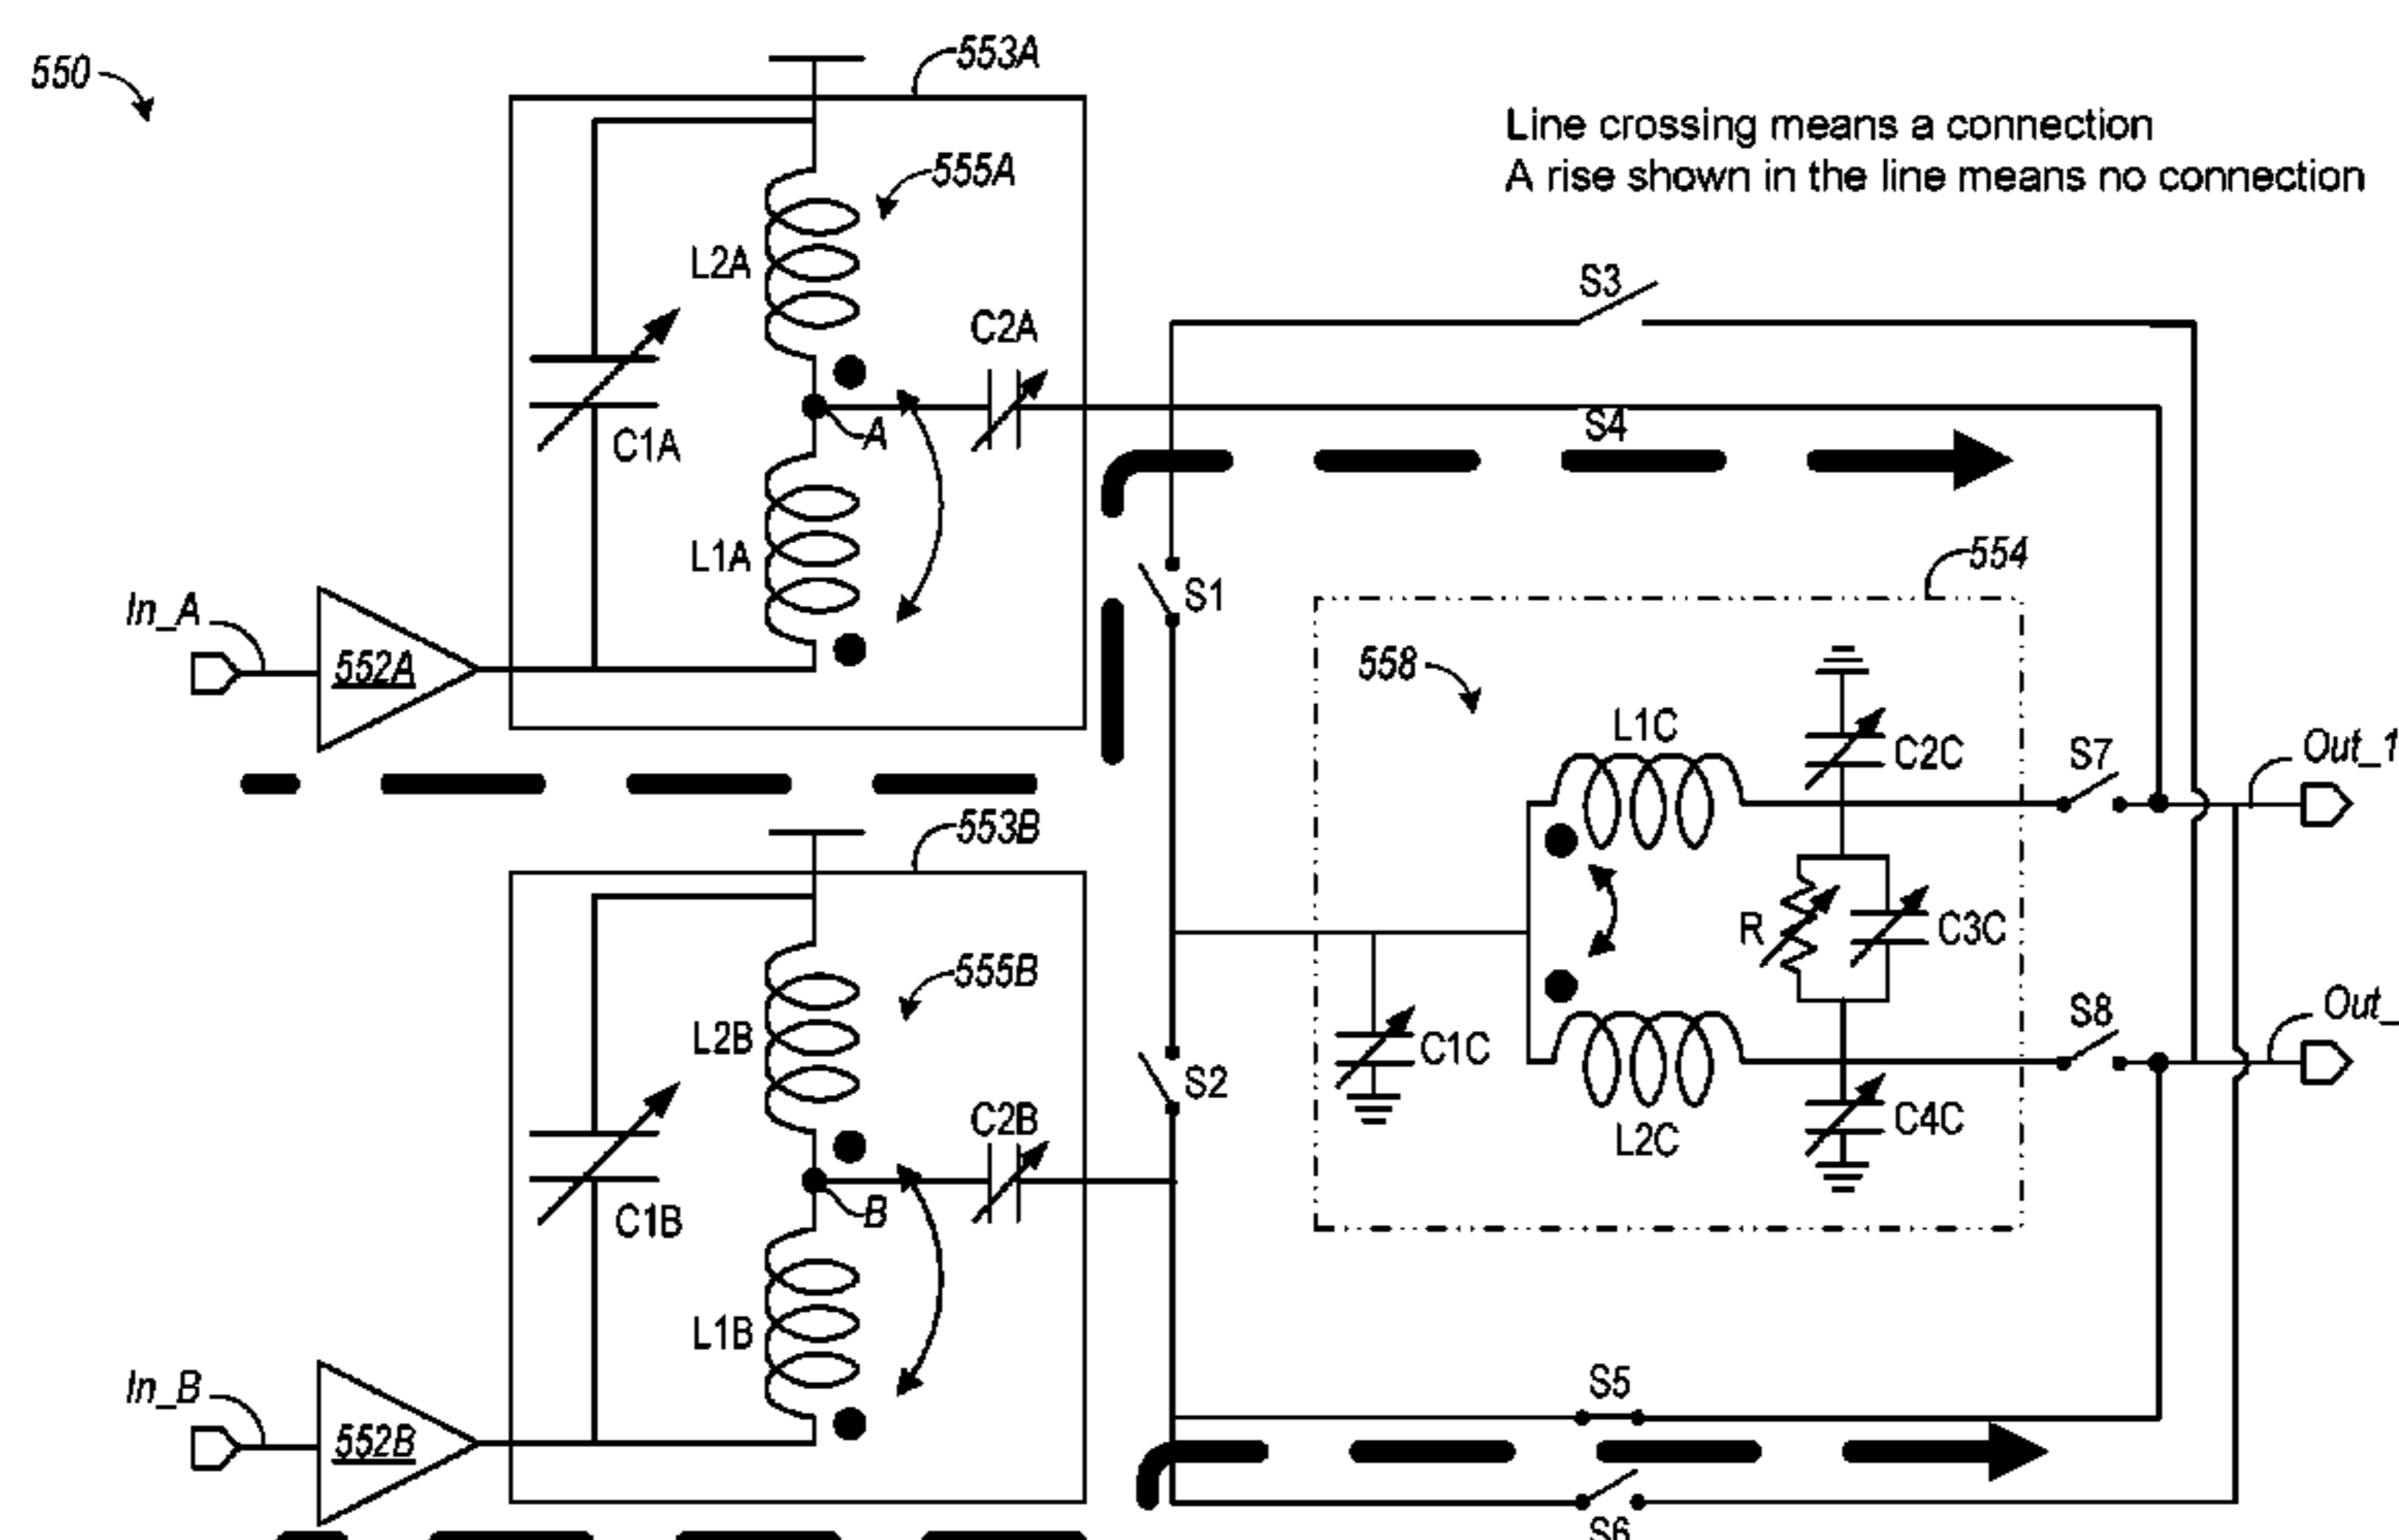 550
553A
Line crossing means a connection
A rise shown in the line means no connection
555A
L2A
S3
C2A
A
S4
C1A
L1A
554
S1
In_A
552A
558
L1C
C2C
S7
Out_1
553B
R
C3C
555B
S8
Out_
L2B
C1C
S2
C2B
C4C
L2C
B
C1B
L1B
S5
In_B
552B
S6